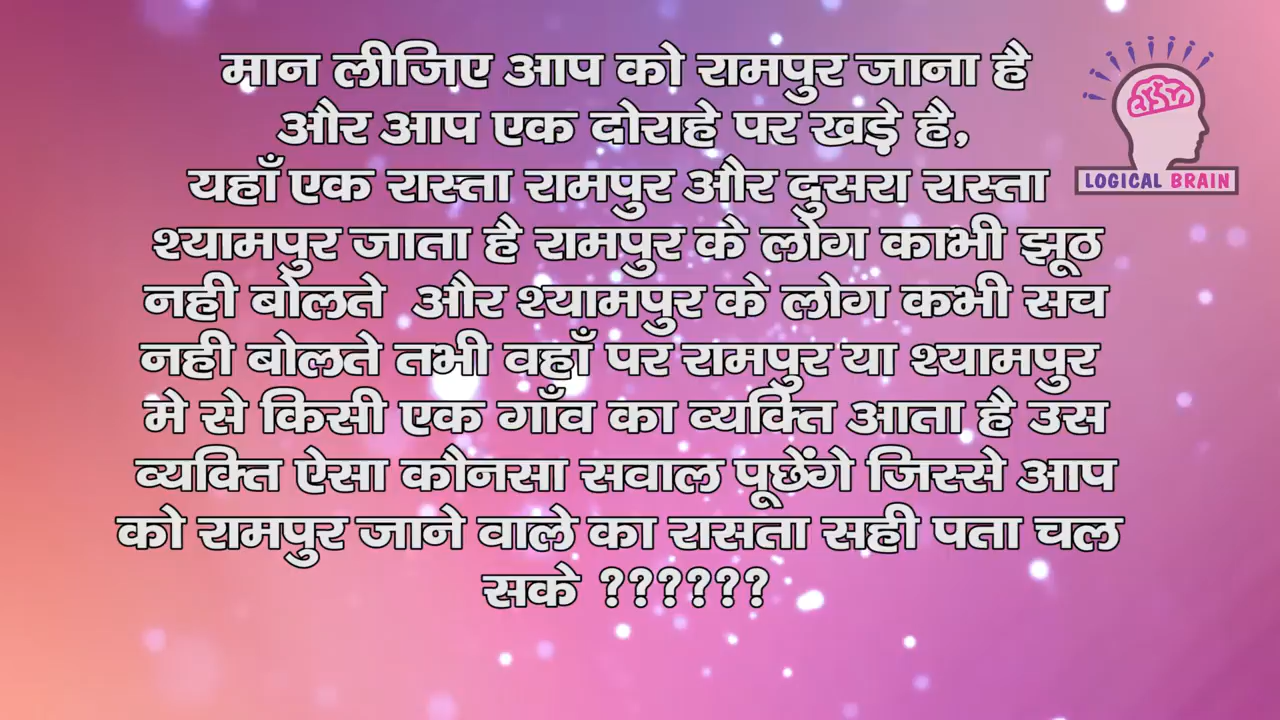 मान लीजिए आप को रामपुर जाना है
और आप एक दोराहे पर खड़े है,
यहाँ एक रास्ता रामपुर और दुसरा रास्ता
श्यामपुर जाता है रामपुर के लोग काभी झूठ
नही बोलते और श्यामपुर के लोग कभी सच
नही बोलते तभी वहाँ पर रामपुर या श्यामपुर
मे से किसी एक गाँव का व्यक्ति आता है उस
व्यक्ति ऐसा कौनसा सवाल पूछेंगे जिस्से आप
को रामपुर जाने वाले का रासता सही पता चल
सके ??????
LOGICAL BRAIN